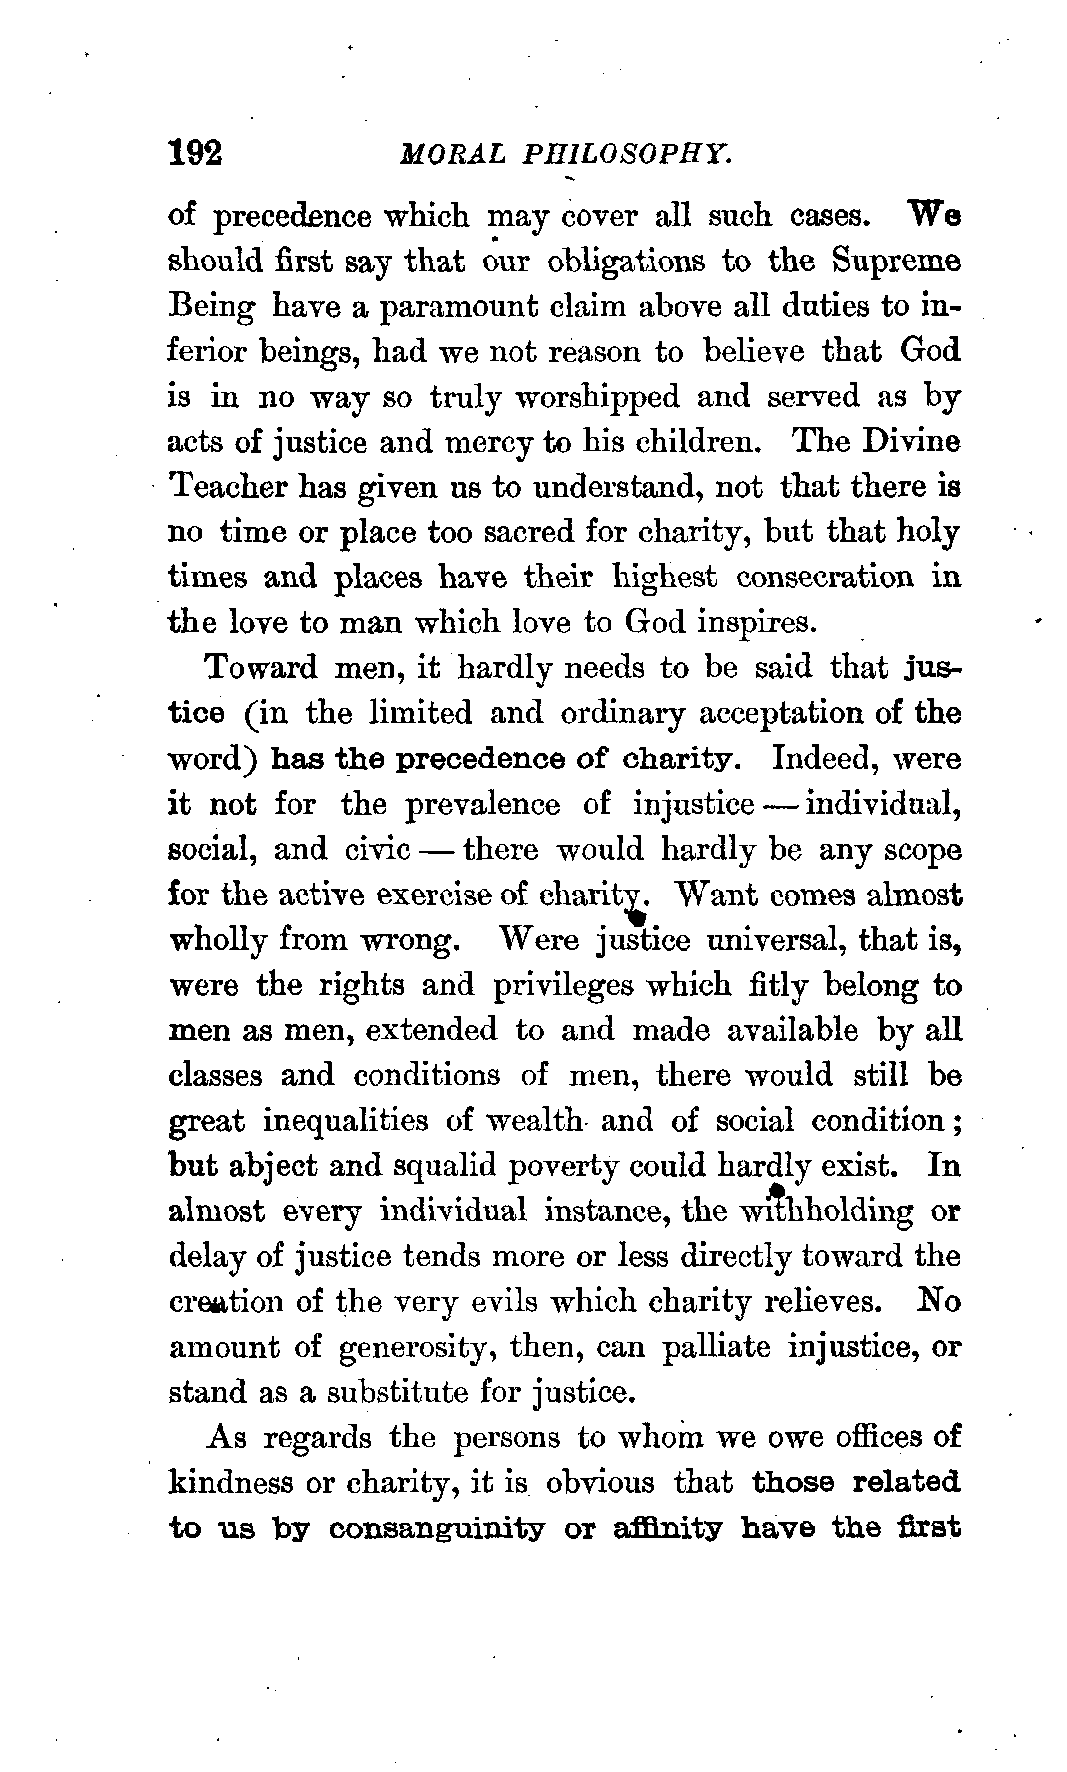 192 MORAL PHILOSOPHY.
of precedence which may cover all such cases. We
should first say that our obligations to the Supreme
Being have a paramount claim above all duties to in-
ferior beings, had we not reason to believe that God
is in no way so truly worshipped and served as by
acts of justice and mercy to his children. The Divine
Teacher has given us to understand, not that there is
no time or place too sacred for charity, but that holy
times and places have their highest consecration in
the love to man which love to God inspires.
Toward men, it hardly needs to be said that jus-
tice (in the limited and ordinary acceptation of the
word) has the precedence of charity. Indeed, were
it not for the prevalence of injustice — individual,
social, and civic — there would hardly be any scope
for the active exercise of charity. Want comes almost
wholly from wrong. Were justice universal, that is,
were the rights and privileges which fitly belong to
men as men, extended to and made available by all
classes and conditions of men, there would still be
great inequalities of wealth and of social condition;
but abject and squalid poverty could hardly exist. In
almost every individual instance, the withholding or
delay of justice tends more or less directly toward the
creation of the very evils which charity relieves. No
amount of generosity, then, can palliate injustice, or
stand as a substitute for justice.
As regards the persons to whom we owe offices of
kindness or charity, it is obvious that those related
to us by consanguinity or affinity have the first